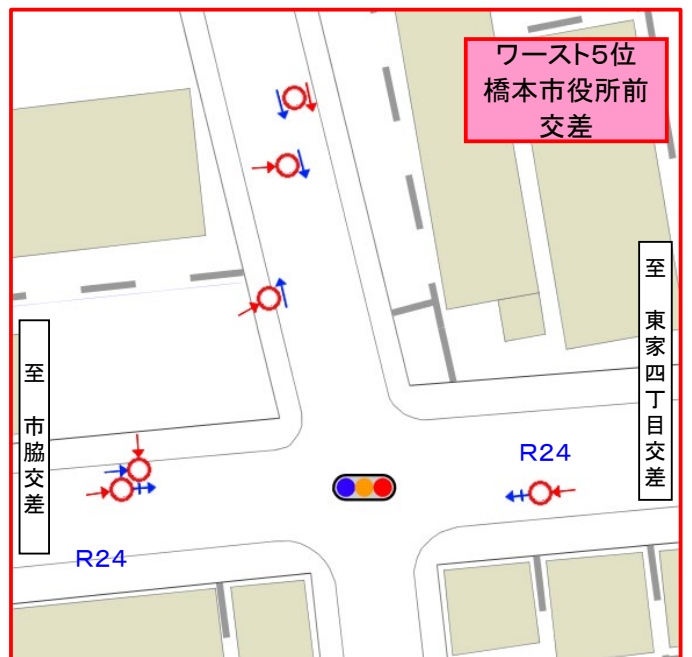 ワースト5位
橋本市役所前
交差
至 東家四丁目交差
至 市脇交差
R24
R24